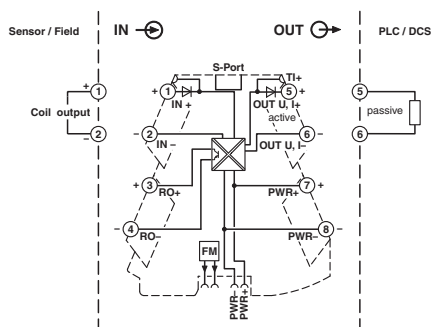 Sensor / Field
IN
OUT
PLC / DCS
S-Port
TI+
+
1
+
1
IN +
5
+
OUT U, I+
active
5
Coil output
passive
–
2
–
2
IN –
6
–
OUT U, I–
6
+
3
RO+
7
+
PWR+
–
4
RO–
8
–
PWR–
FM
PWR–
PWR+